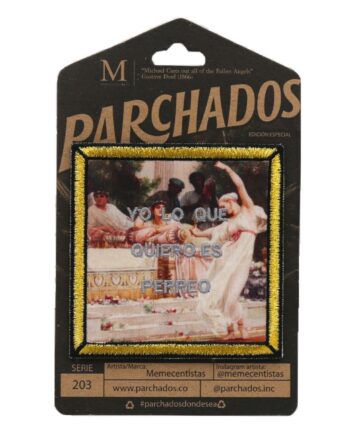 M
"Michael Casts out all of the Fallen Angels"
Gustave Doré (1866)
PARCHADOS
EDICIÓN ESPECIAL
YO LO QUE
QUIERO ES
PERREO
SERIE
203
Artista/Marca:
Memecentistas
Instagram artista:
@memecentistas
www.parchados.co
@parchados.inc
#parchadosdondesea